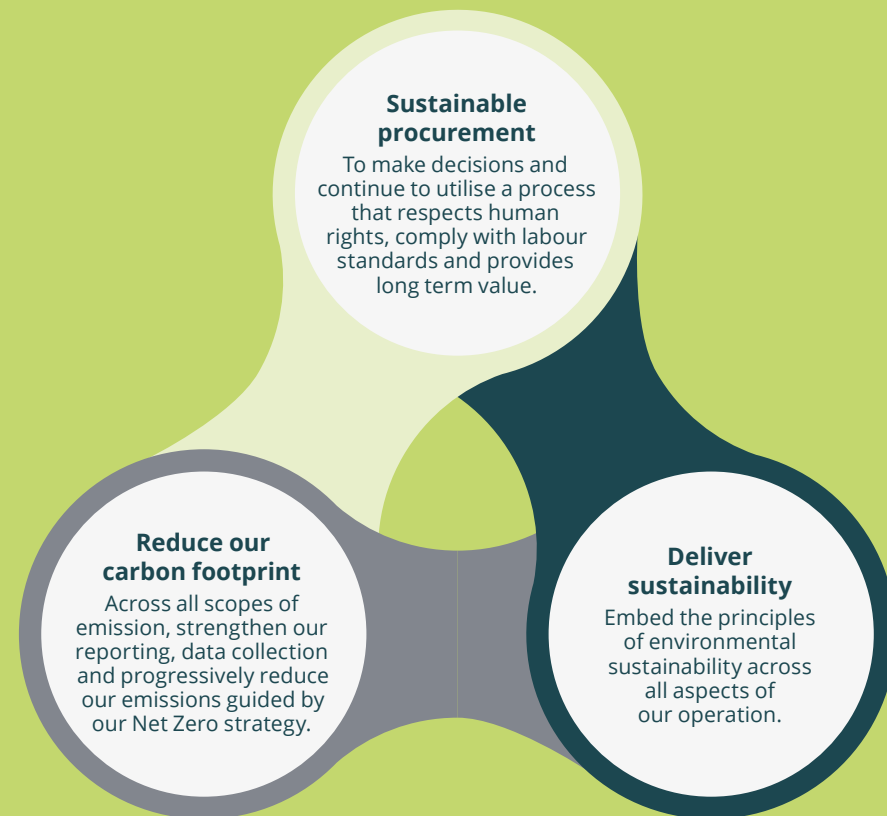 Sustainable
procurement
To make decisions and
continue to utilise a process
that respects human
rights, comply with labour
standards and provides
long term value.
Reduce our
carbon footprint
Across all scopes of
emission, strengthen our
reporting, data collection
and progressively reduce
our emissions guided by
our Net Zero strategy.
Deliver
sustainability
Embed the principles
of environmental
sustainability across
all aspects of
our operation.